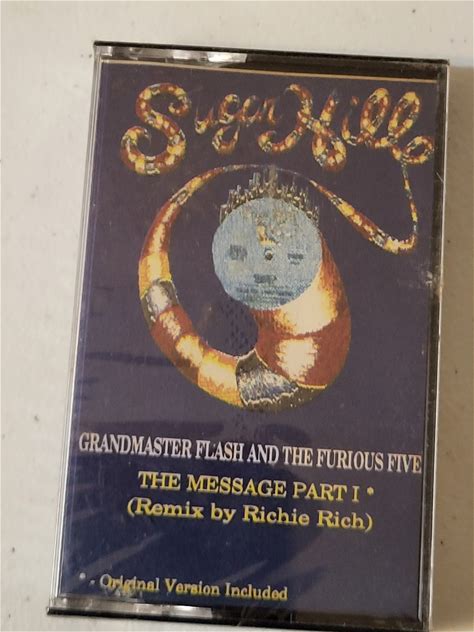 Sugar Hill
GRANDMASTER FLASH AND THE FURIOUS FIVE
THE MESSAGE PART I *
(Remix by Richie Rich)
* - Original Version Included